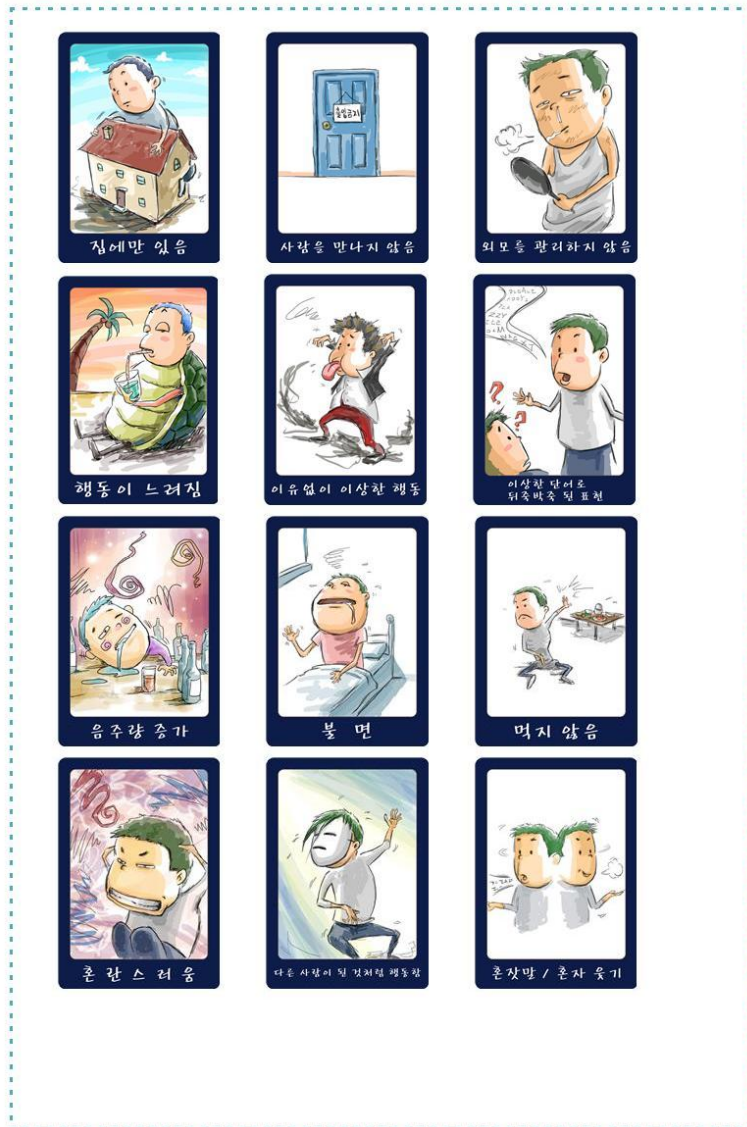 출입금지
집에만 있음
사람을 만나지 않음
외모를 관리하지 않음
행동이 느려짐
이유없이 이상한 행동
? ?
이상한 단어로
뒤죽박죽 된 표현
음주량 증가
불면
먹지 않음
혼란스러움
다른 사람이 된 것처럼 행동함
혼잣말 / 혼자 웃기